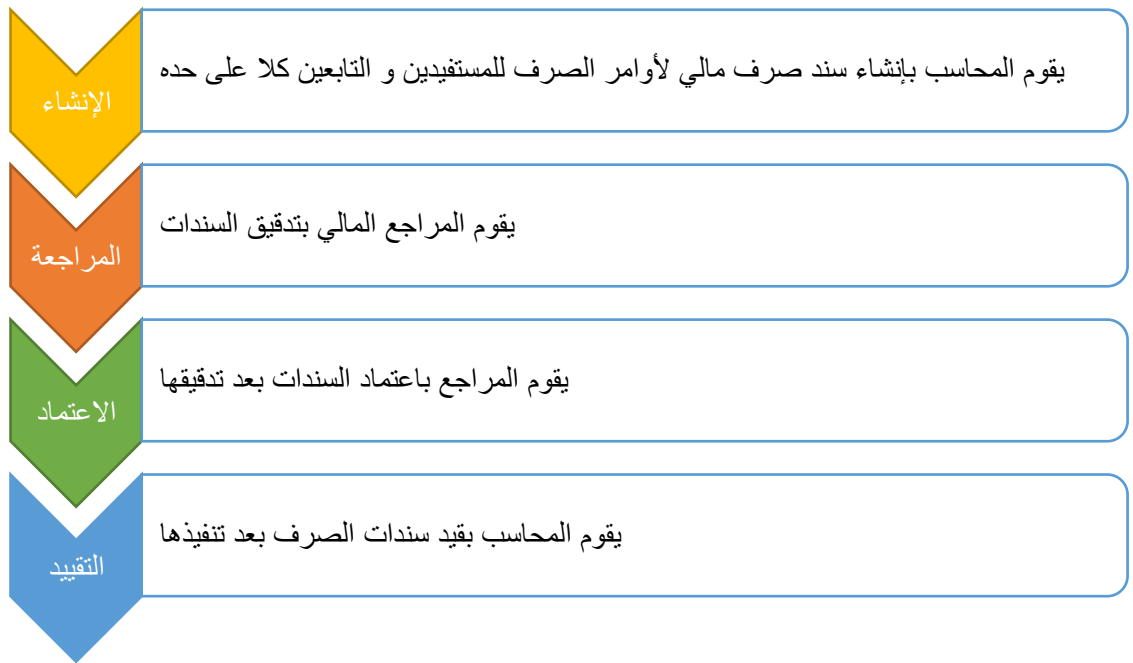 الإنشاء
يقوم المحاسب بإنشاء سند صرف مالي لأوامر الصرف للمستفيدين و التابعين كلا على حده
المراجعة
يقوم المراجع المالي بتدقيق السندات
الاعتماد
يقوم المراجع باعتماد السندات بعد تدقيقها
التقييد
يقوم المحاسب بقيد سندات الصرف بعد تنفيذها